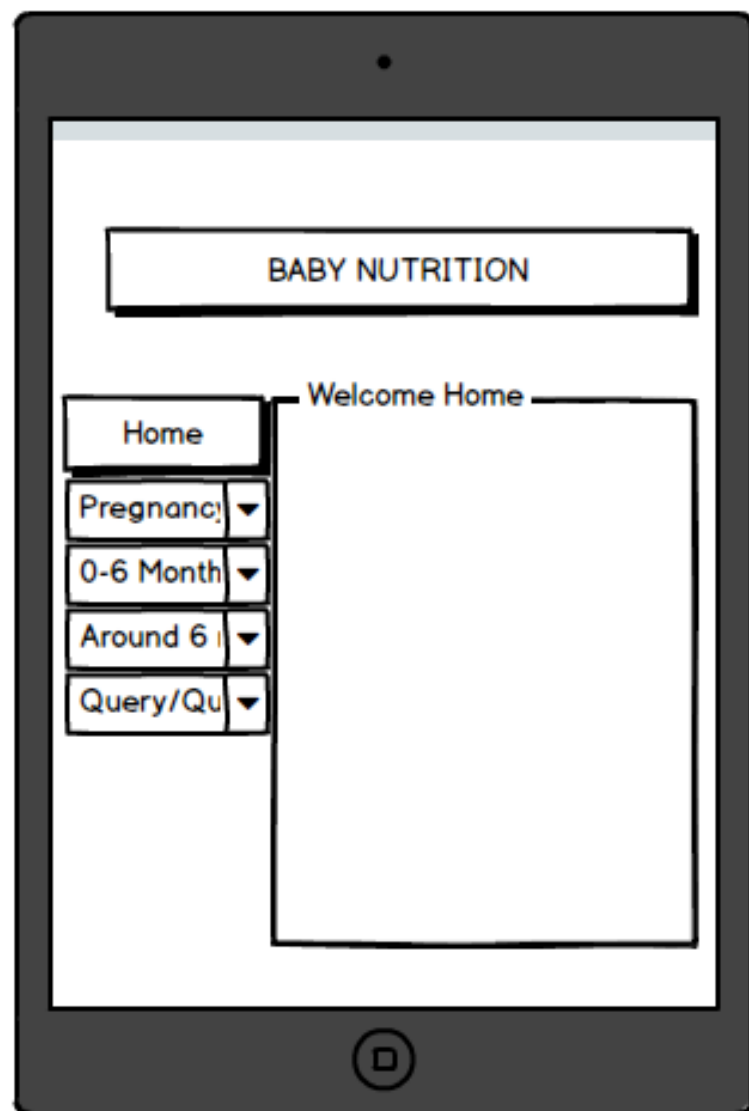 BABY NUTRITION
Welcome Home
Home
Pregnancy
0-6 Month
Around 6
Query/Qu